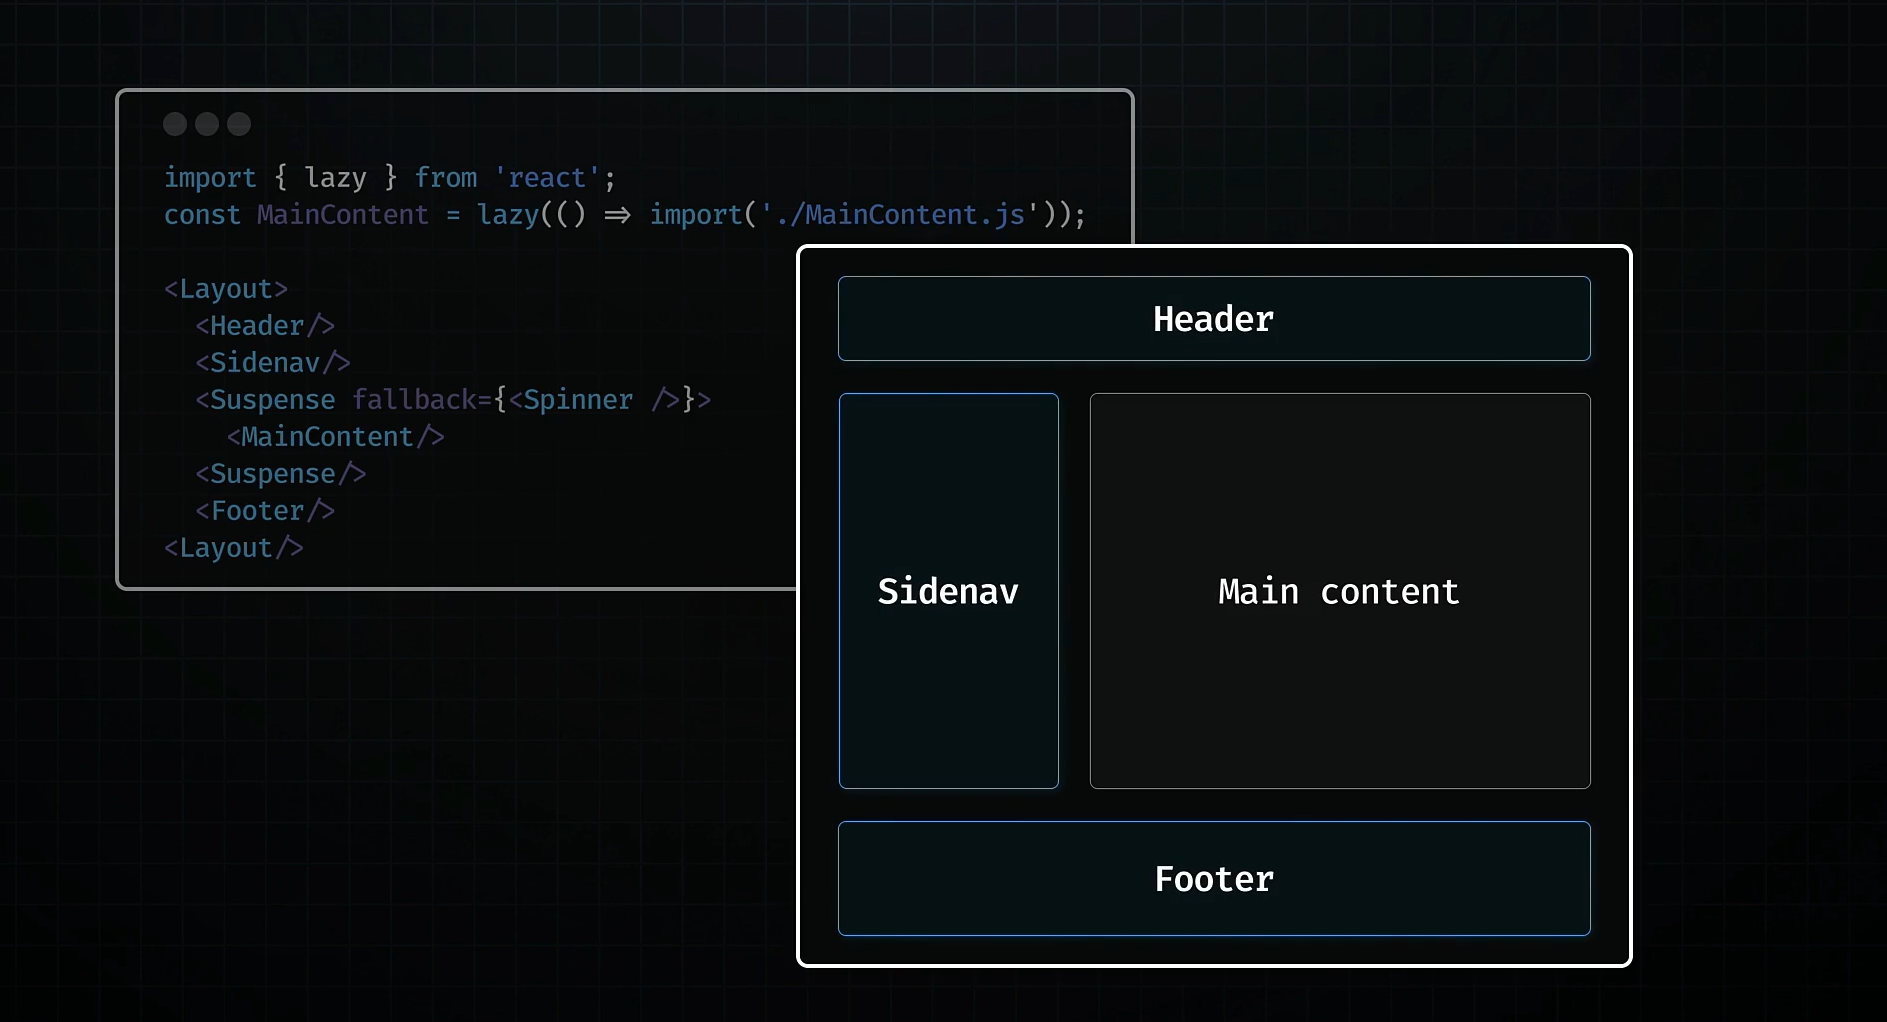 import { lazy } from 'react';
const MainContent = lazy(() => import('./MainContent.js'));
<Layout>
<Header/>
<Sidenav/>
<Suspense fallback={<Spinner />}>
<MainContent/>
<Suspense/>
<Footer/>
<Layout/>
Header
Sidenav
Main content
Footer